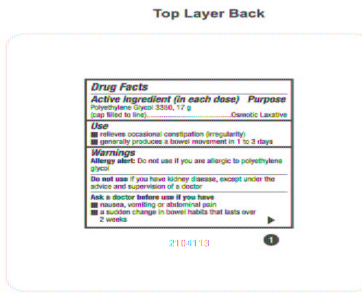 Top Layer Back
Drug Facts
Active ingredient (in each dose) Purpose
Polyethylene Glycol 3350, 17 g
(cap filled to line)..............................Osmotic Laxative
Use
■ relieves occasional constipation (irregularity)
■ generally produces a bowel movement in 1 to 3 days
Warnings
Allergy alert: Do not use if you are allergic to polyethylene
glycol
Do not use if you have kidney disease, except under the
advice and supervision of a doctor
Ask a doctor before use if you have
■ nausea, vomiting or abdominal pain
■ a sudden change in bowel habits that lasts over
2 weeks
2104113
1